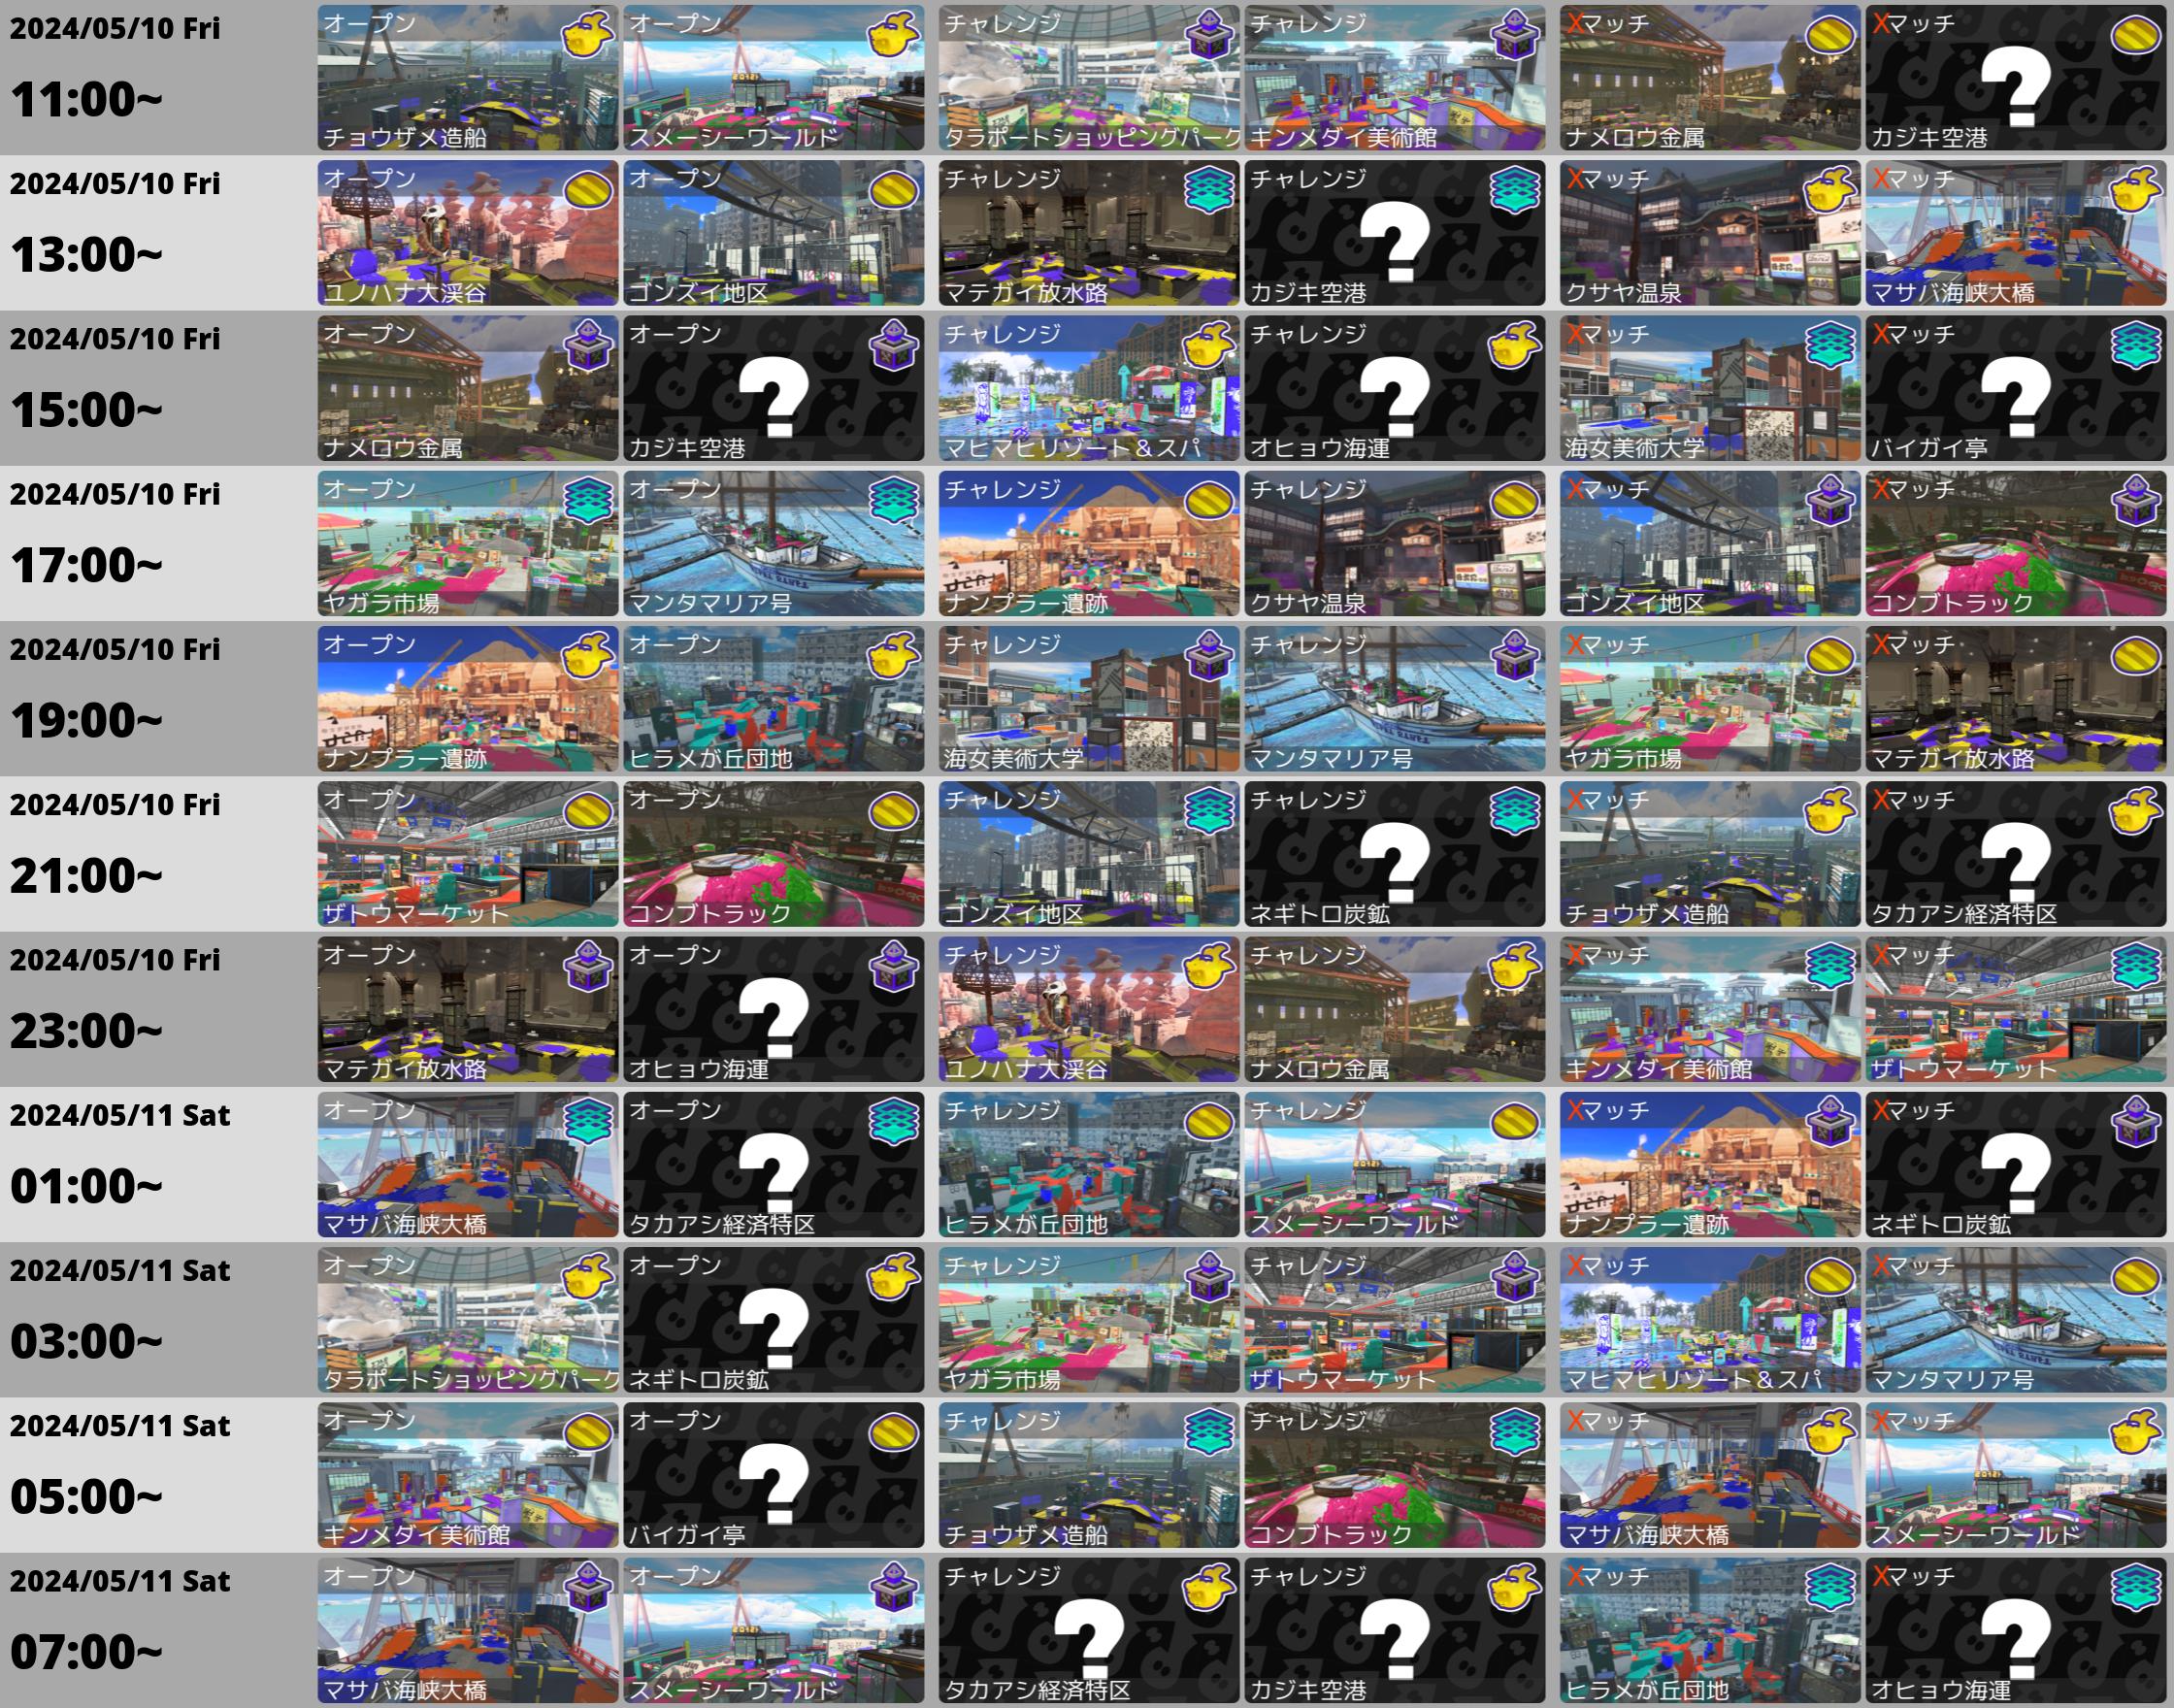 2024/05/10 Fri
11:00~
オープン
チョウザメ造船
オープン
スメーシーワールド
チャレンジ
タラポートショッピングパーク
チャレンジ
キンメダイ美術館
Xマッチ
ナメロウ金属
Xマッチ
?
カジキ空港
2024/05/10 Fri
13:00~
オープン
ユノハナ大渓谷
オープン
ゴンズイ地区
チャレンジ
マテガイ放水路
チャレンジ
?
カジキ空港
Xマッチ
クサヤ温泉
Xマッチ
マサバ海峡大橋
2024/05/10 Fri
15:00~
オープン
ナメロウ金属
オープン
?
カジキ空港
チャレンジ
マヒマヒリゾート＆スパ
チャレンジ
?
オヒョウ海運
Xマッチ
海女美術大学
Xマッチ
?
バイガイ亭
2024/05/10 Fri
17:00~
オープン
ヤガラ市場
オープン
マンタマリア号
チャレンジ
ナンプラー遺跡
チャレンジ
クサヤ温泉
Xマッチ
ゴンズイ地区
Xマッチ
コンブトラック
2024/05/10 Fri
19:00~
オープン
ナンプラー遺跡
オープン
ヒラメが丘団地
チャレンジ
海女美術大学
チャレンジ
マンタマリア号
Xマッチ
ヤガラ市場
Xマッチ
マテガイ放水路
2024/05/10 Fri
21:00~
オープン
ザトウマーケット
オープン
コンブトラック
チャレンジ
ゴンズイ地区
チャレンジ
?
ネギトロ炭鉱
Xマッチ
チョウザメ造船
Xマッチ
?
タカアシ経済特区
2024/05/10 Fri
23:00~
オープン
マテガイ放水路
オープン
?
オヒョウ海運
チャレンジ
ユノハナ大渓谷
チャレンジ
ナメロウ金属
Xマッチ
キンメダイ美術館
Xマッチ
ザトウマーケット
2024/05/11 Sat
01:00~
オープン
マサバ海峡大橋
オープン
?
タカアシ経済特区
チャレンジ
ヒラメが丘団地
チャレンジ
スメーシーワールド
Xマッチ
ナンプラー遺跡
Xマッチ
?
ネギトロ炭鉱
2024/05/11 Sat
03:00~
オープン
タラポートショッピングパーク
オープン
?
ネギトロ炭鉱
チャレンジ
ヤガラ市場
チャレンジ
ザトウマーケット
Xマッチ
マヒマヒリゾート＆スパ
Xマッチ
マンタマリア号
2024/05/11 Sat
05:00~
オープン
キンメダイ美術館
オープン
?
バイガイ亭
チャレンジ
チョウザメ造船
チャレンジ
コンブトラック
Xマッチ
マサバ海峡大橋
Xマッチ
スメーシーワールド
2024/05/11 Sat
07:00~
オープン
マサバ海峡大橋
オープン
スメーシーワールド
チャレンジ
?
タカアシ経済特区
チャレンジ
?
カジキ空港
Xマッチ
ヒラメが丘団地
Xマッチ
?
オヒョウ海運